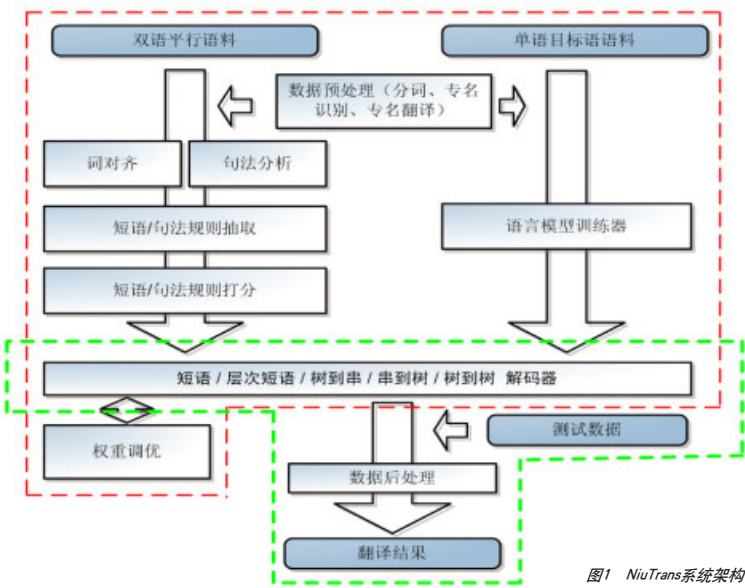 双语平行语料
单语目标语语料
数据预处理（分词、专名
识别、专名翻译）
词对齐
句法分析
短语/句法规则抽取
语言模型训练器
短语/句法规则打分
短语 / 层次短语 / 树到串 / 串到树 / 树到树 解码器
权重调优
测试数据
数据后处理
翻译结果
图1 NiuTrans系统架构